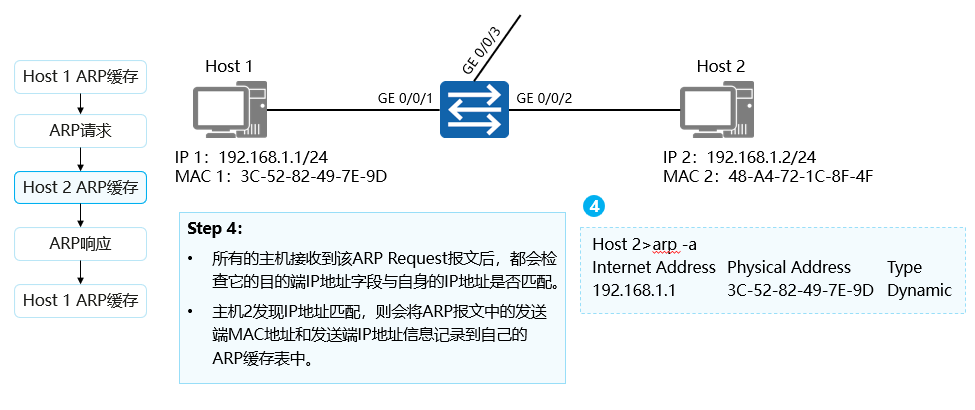 Host 1 ARP缓存
ARP请求
Host 2 ARP缓存
ARP响应
Host 1 ARP缓存
GE 0/0/3
Host 1
Host 2
GE 0/0/1
GE 0/0/2
IP 1：192.168.1.1/24
MAC 1：3C-52-82-49-7E-9D
IP 2：192.168.1.2/24
MAC 2：48-A4-72-1C-8F-4F
Step 4：
• 所有的主机接收到该ARP Request报文后，都会检
查它的目的端IP地址字段与自身的IP地址是否匹配。
• 主机2发现IP地址匹配，则会将ARP报文中的发送
端MAC地址和发送端IP地址信息记录到自己的
ARP缓存表中。
4
Host 2>arp -a
Internet Address Physical Address Type
192.168.1.1 3C-52-82-49-7E-9D Dynamic